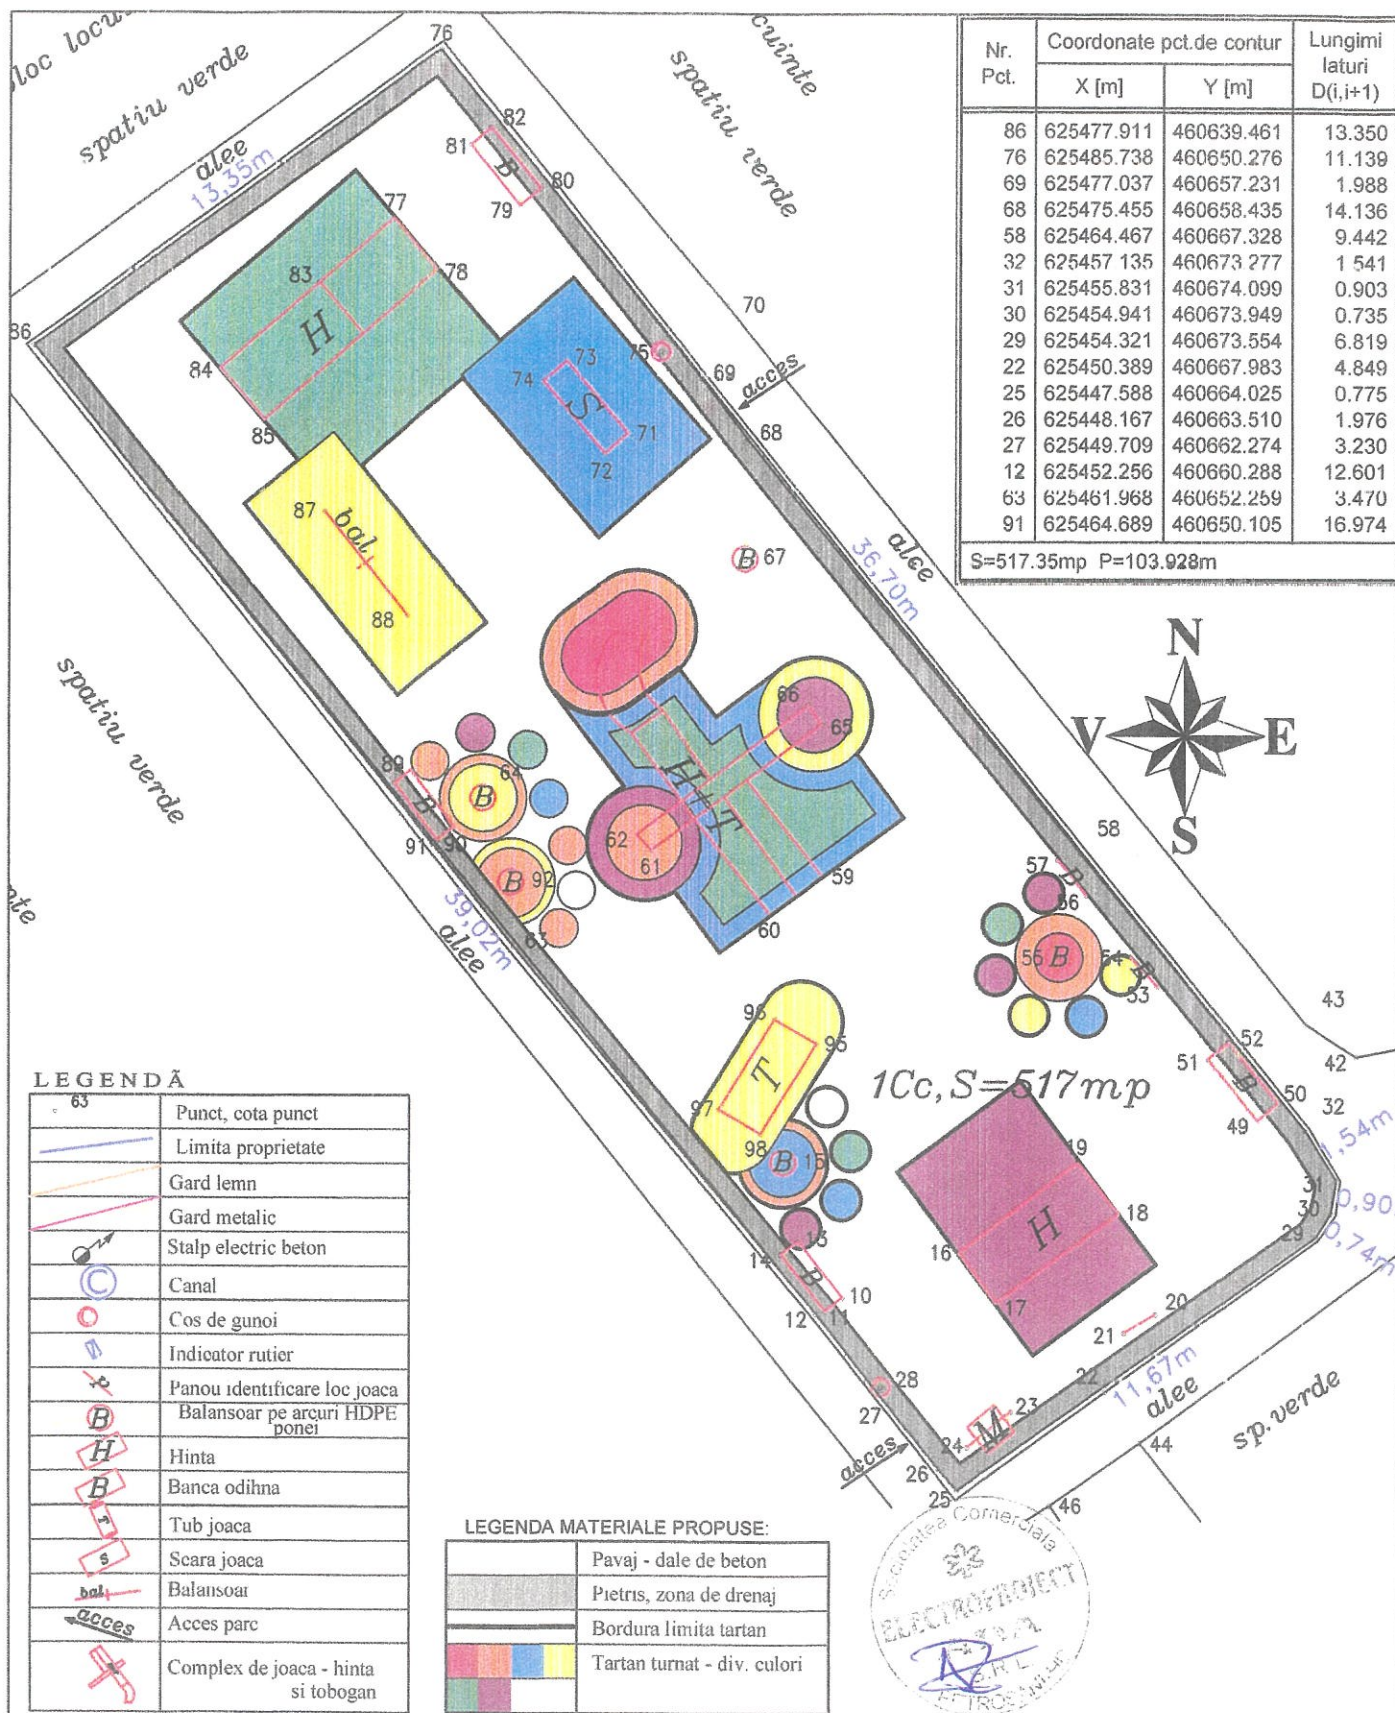 spatiu verde
76
cuinte
spatiu verde
alee
13,35m
82
81
B
80
79
77
83
78
H
86
84
85
70
75
69
acces
68
73
74
S
71
72
87
bal
88
B 67
alee
36,70m
spatiu verde
66
65
H+T
89
B
64
B
91
90
62
61
92
B
59
60
63
39,02m
alee
58
57
B
56
55
B
54
B
53
43
52
51
42
B
50
32
49
1,54m
31
0,90
30
29
0,74m
96
95
T
97
98
B
15
1Cc, S=517mp
19
18
H
16
17
13
14
B
10
11
12
20
21
22
11,67m
alee
sp.verde
28
27
23
24
M
acces
26
25
44
46
N
V E
S
Nr. Pct. Coordonate pct.de contur Lungimi laturi D(i,i+1)
X [m] Y [m]
86 625477.911 460639.461 13.350
76 625485.738 460650.276 11.139
69 625477.037 460657.231 1.988
68 625475.455 460658.435 14.136
58 625464.467 460667.328 9.442
32 625457.135 460673.277 1.541
31 625455.831 460674.099 0.903
30 625454.941 460673.949 0.735
29 625454.321 460673.554 6.819
22 625450.389 460667.983 4.849
25 625447.588 460664.025 0.775
26 625448.167 460663.510 1.976
27 625449.709 460662.274 3.230
12 625452.256 460660.288 12.601
63 625461.968 460652.259 3.470
91 625464.689 460650.105 16.974
S=517.35mp P=103.928m
LEGENDĂ
63 Punct, cota punct
Limita proprietate
Gard lemn
Gard metalic
Stalp electric beton
C Canal
Cos de gunoi
Indicator rutier
P Panou identificare loc joaca
B Balansoar pe arcuri HDPE
ponei
H Hinta
B Banca odihna
T Tub joaca
S Scara joaca
bal Balansoar
acces Acces parc
Complex de joaca - hinta
si tobogan
LEGENDA MATERIALE PROPUSE:
Pavaj - dale de beton
Pietris, zona de drenaj
Bordura limita tartan
Tartan turnat - div. culori
Societatea Comerciala
ELECTROPROIECT
S.R.L.